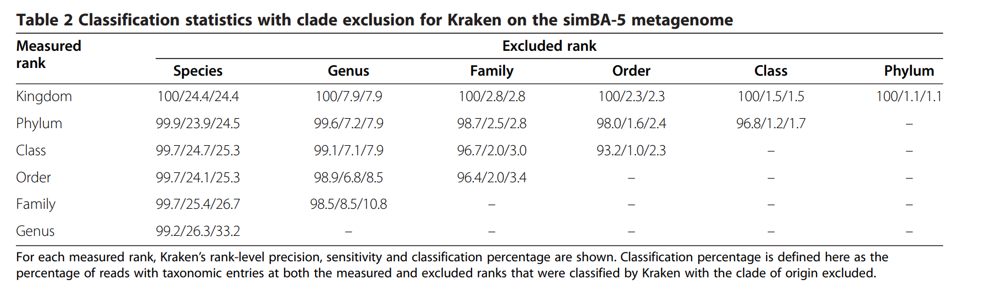 Table 2 Classification statistics with clade exclusion for Kraken on the simBA-5 metagenome
Measured rank Excluded rank
Species Genus Family Order Class Phylum
Kingdom 100/24.4/24.4 100/7.9/7.9 100/2.8/2.8 100/2.3/2.3 100/1.5/1.5 100/1.1/1.1
Phylum 99.9/23.9/24.5 99.6/7.2/7.9 98.7/2.5/2.8 98.0/1.6/2.4 96.8/1.2/1.7 –
Class 99.7/24.7/25.3 99.1/7.1/7.9 96.7/2.0/3.0 93.2/1.0/2.3 – –
Order 99.7/24.1/25.3 98.9/6.8/8.5 96.4/2.0/3.4 – – –
Family 99.7/25.4/26.7 98.5/8.5/10.8 – – – –
Genus 99.2/26.3/33.2 – – – – –
For each measured rank, Kraken’s rank-level precision, sensitivity and classification percentage are shown. Classification percentage is defined here as the
percentage of reads with taxonomic entries at both the measured and excluded ranks that were classified by Kraken with the clade of origin excluded.